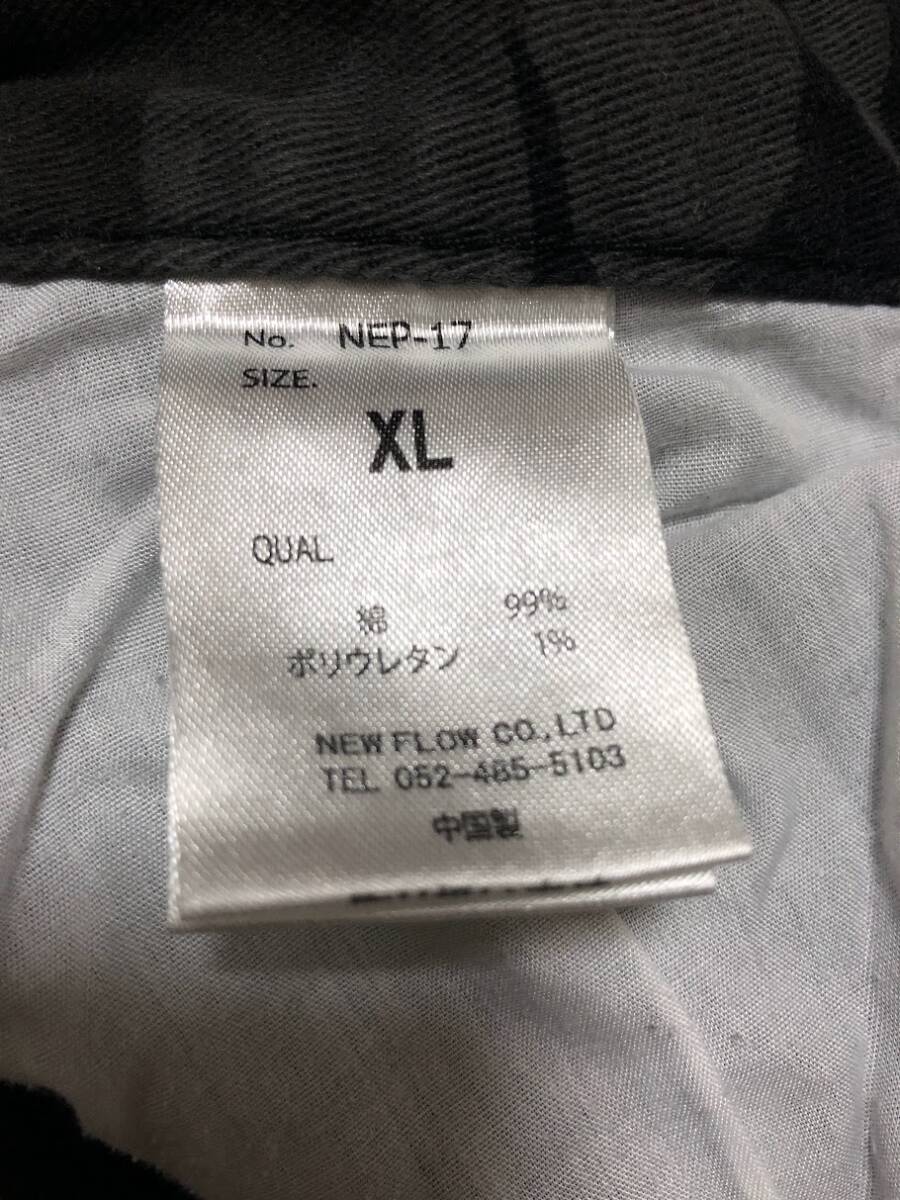 No. NEP-17
SIZE.
XL
QUAL
綿 99%
ポリウレタン 1%
NEW FLOW CO.,LTD
TEL 052-485-5103
中国製